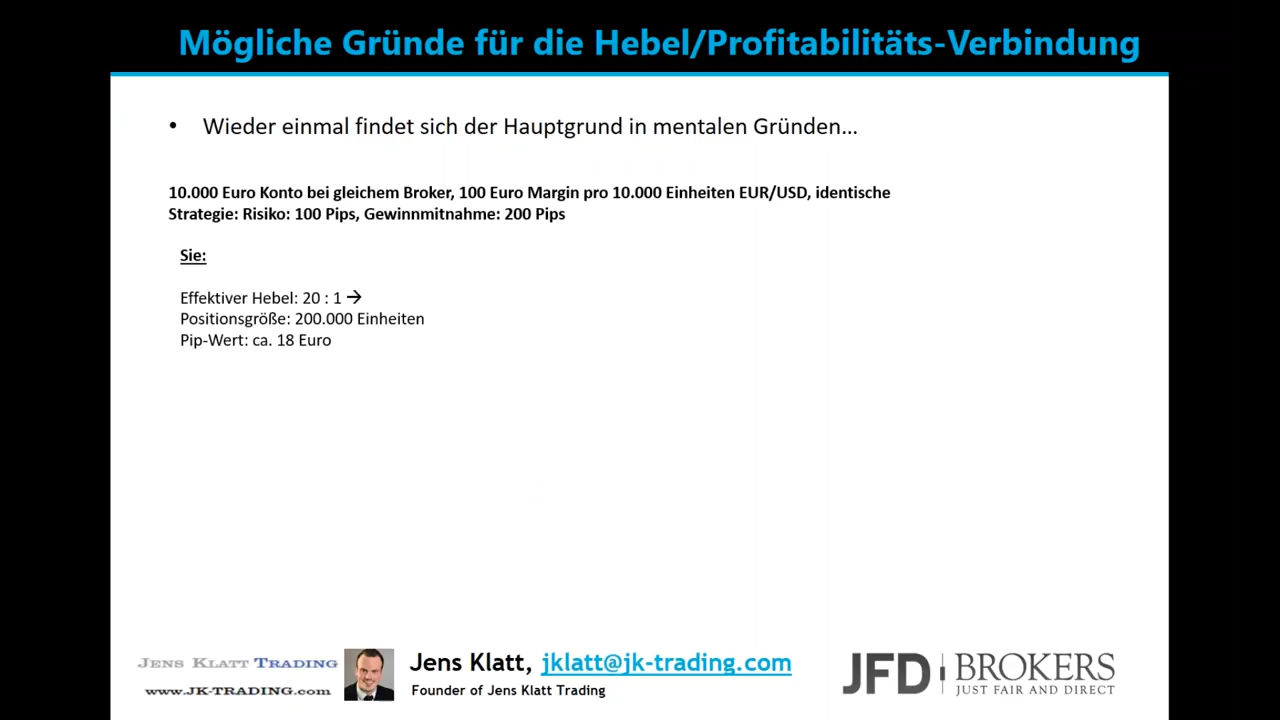 Mögliche Gründe für die Hebel/Profitabilitäts-Verbindung
• Wieder einmal findet sich der Hauptgrund in mentalen Gründen…
10.000 Euro Konto bei gleichem Broker, 100 Euro Margin pro 10.000 Einheiten EUR/USD, identische
Strategie: Risiko: 100 Pips, Gewinnmitnahme: 200 Pips
Sie:
Effektiver Hebel: 20 : 1 →
Positionsgröße: 200.000 Einheiten
Pip-Wert: ca. 18 Euro
JENS KLATT TRADING
www.JK-TRADING.com
Jens Klatt, jklatt@jk-trading.com
Founder of Jens Klatt Trading
JFD BROKERS
JUST FAIR AND DIRECT